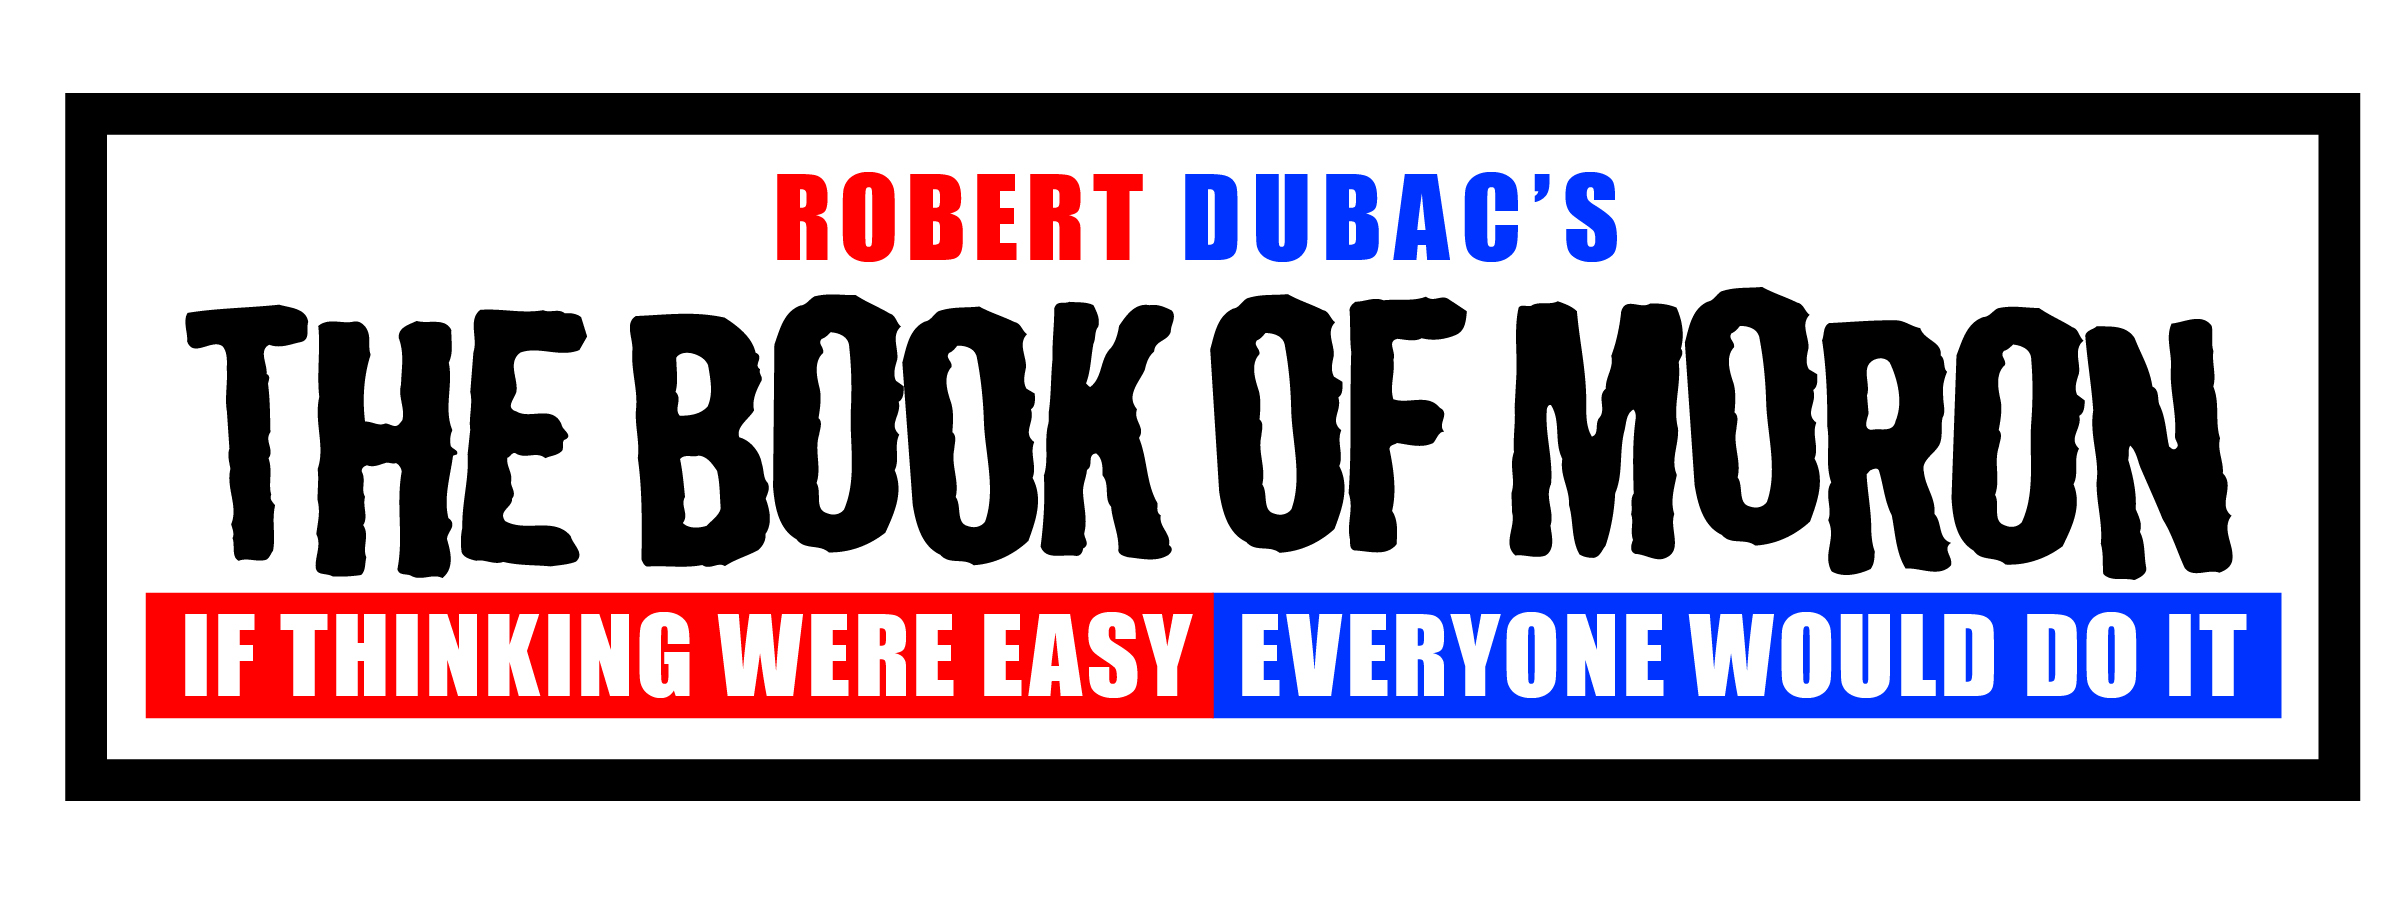 ROBERT DUBAC’S
THE BOOK OF MORON
IF THINKING WERE EASY EVERYONE WOULD DO IT